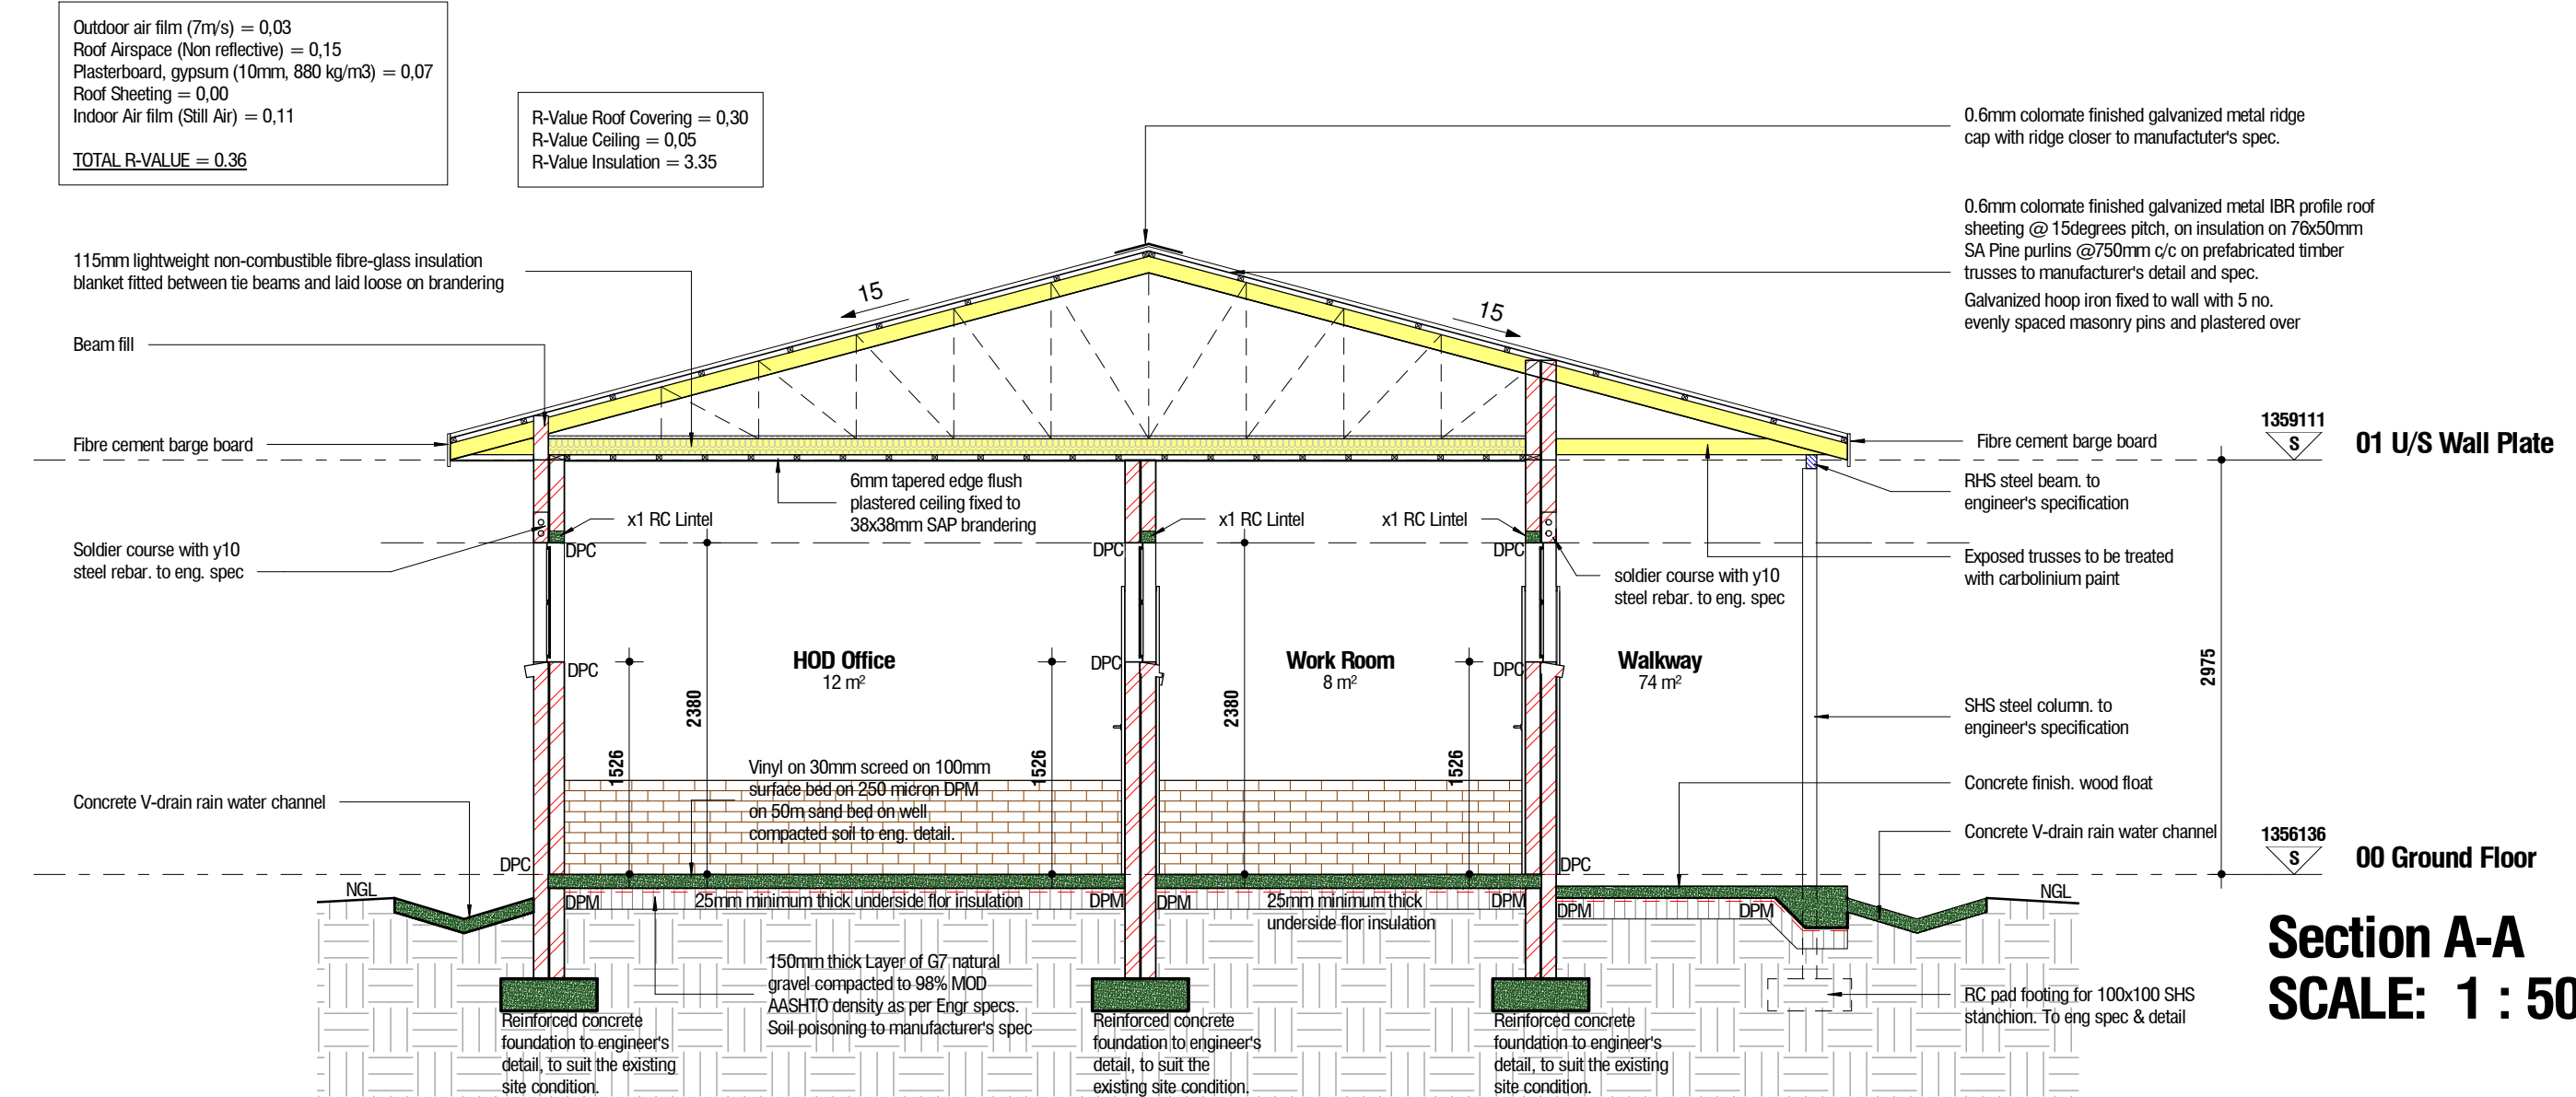 Outdoor air film (7m/s) = 0,03
Roof Airspace (Non reflective) = 0,15
Plasterboard, gypsum (10mm, 880 kg/m3) = 0,07
Roof Sheeting = 0,00
Indoor Air film (Still Air) = 0,11
TOTAL R-VALUE = 0.36
R-Value Roof Covering = 0,30
R-Value Ceiling = 0,05
R-Value Insulation = 3.35
0.6mm colomate finished galvanized metal ridge
cap with ridge closer to manufactuter's spec.
0.6mm colomate finished galvanized metal IBR profile roof
sheeting @ 15degrees pitch, on insulation on 76x50mm
SA Pine purlins @750mm c/c on prefabricated timber
trusses to manufacturer's detail and spec.
Galvanized hoop iron fixed to wall with 5 no.
evenly spaced masonry pins and plastered over
115mm lightweight non-combustible fibre-glass insulation
blanket fitted between tie beams and laid loose on brandering
15
15
Beam fill
Fibre cement barge board
Fibre cement barge board
1359111
S
01 U/S Wall Plate
6mm tapered edge flush
plastered ceiling fixed to
38x38mm SAP brandering
RHS steel beam. to
engineer's specification
x1 RC Lintel
x1 RC Lintel
x1 RC Lintel
Soldier course with y10
steel rebar. to eng. spec
DPC
DPC
DPC
soldier course with y10
steel rebar. to eng. spec
Exposed trusses to be treated
with carbolinium paint
DPC
DPC
DPC
HOD Office
12 m²
Work Room
8 m²
Walkway
74 m²
2380
2380
2975
1526
1526
1526
SHS steel column. to
engineer's specification
Vinyl on 30mm screed on 100mm
surface bed on 250 micron DPM
on 50m sand bed on well
compacted soil to eng. detail.
Concrete finish. wood float
Concrete V-drain rain water channel
Concrete V-drain rain water channel
1356136
S
00 Ground Floor
DPC
DPC
NGL
NGL
DPM
25mm minimum thick underside flor insulation
DPM
DPM
25mm minimum thick
underside flor insulation
DPM
DPM
DPM
150mm thick Layer of G7 natural
gravel compacted to 98% MOD
AASHTO density as per Engr specs.
Soil poisoning to manufacturer's spec
RC pad footing for 100x100 SHS
stanchion. To eng spec & detail
Reinforced concrete
foundation to engineer's
detail, to suit the existing
site condition.
Reinforced concrete
foundation to engineer's
detail, to suit the
existing site condition.
Reinforced concrete
foundation to engineer's
detail, to suit the existing
site condition.
Section A-A
SCALE: 1 : 50